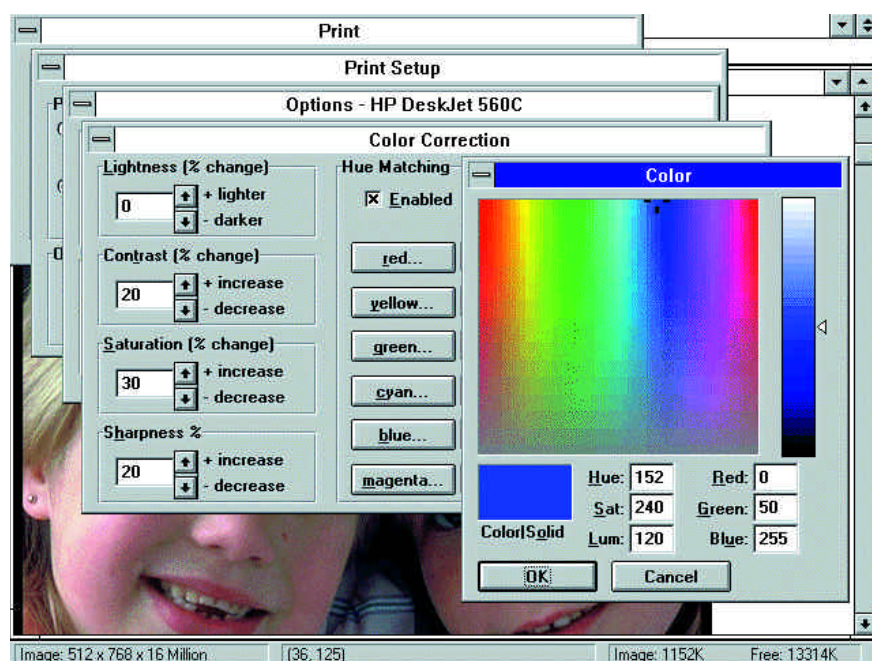 Print
Print Setup
Options - HP DeskJet 560C
Color Correction
Lightness (% change)
0
+ lighter
- darker
Contrast (% change)
20
+ increase
- decrease
Saturation (% change)
30
+ increase
- decrease
Sharpness %
20
+ increase
- decrease
Hue Matching
Enabled
red...
yellow...
green...
cyan...
blue...
magenta...
Color
Color|Solid
Hue: 152
Sat: 240
Lum: 120
Red: 0
Green: 50
Blue: 255
OK
Cancel
Image: 512 x 768 x 16 Million
(36, 125)
Image: 1152K
Free: 13314K